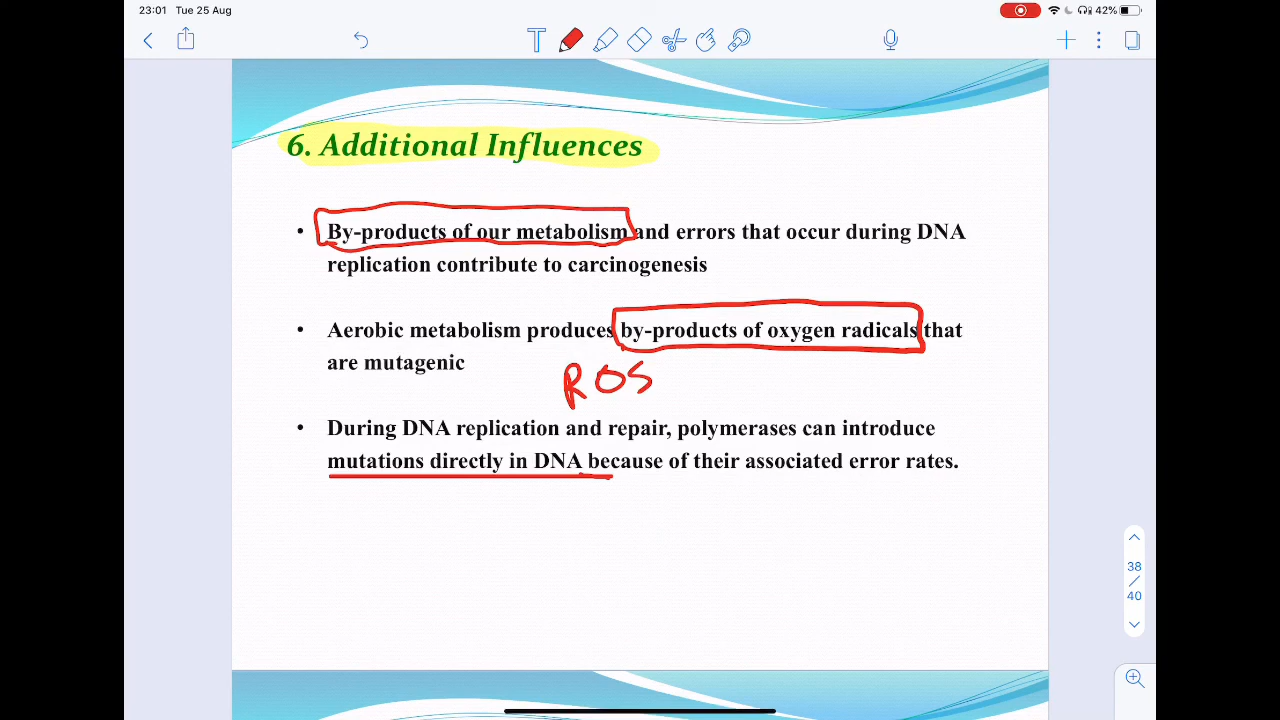 23:01 Tue 25 Aug
42%
6. Additional Influences
• By-products of our metabolism and errors that occur during DNA
replication contribute to carcinogenesis
• Aerobic metabolism produces by-products of oxygen radicals that
are mutagenic
ROS
• During DNA replication and repair, polymerases can introduce
mutations directly in DNA because of their associated error rates.
38
/
40